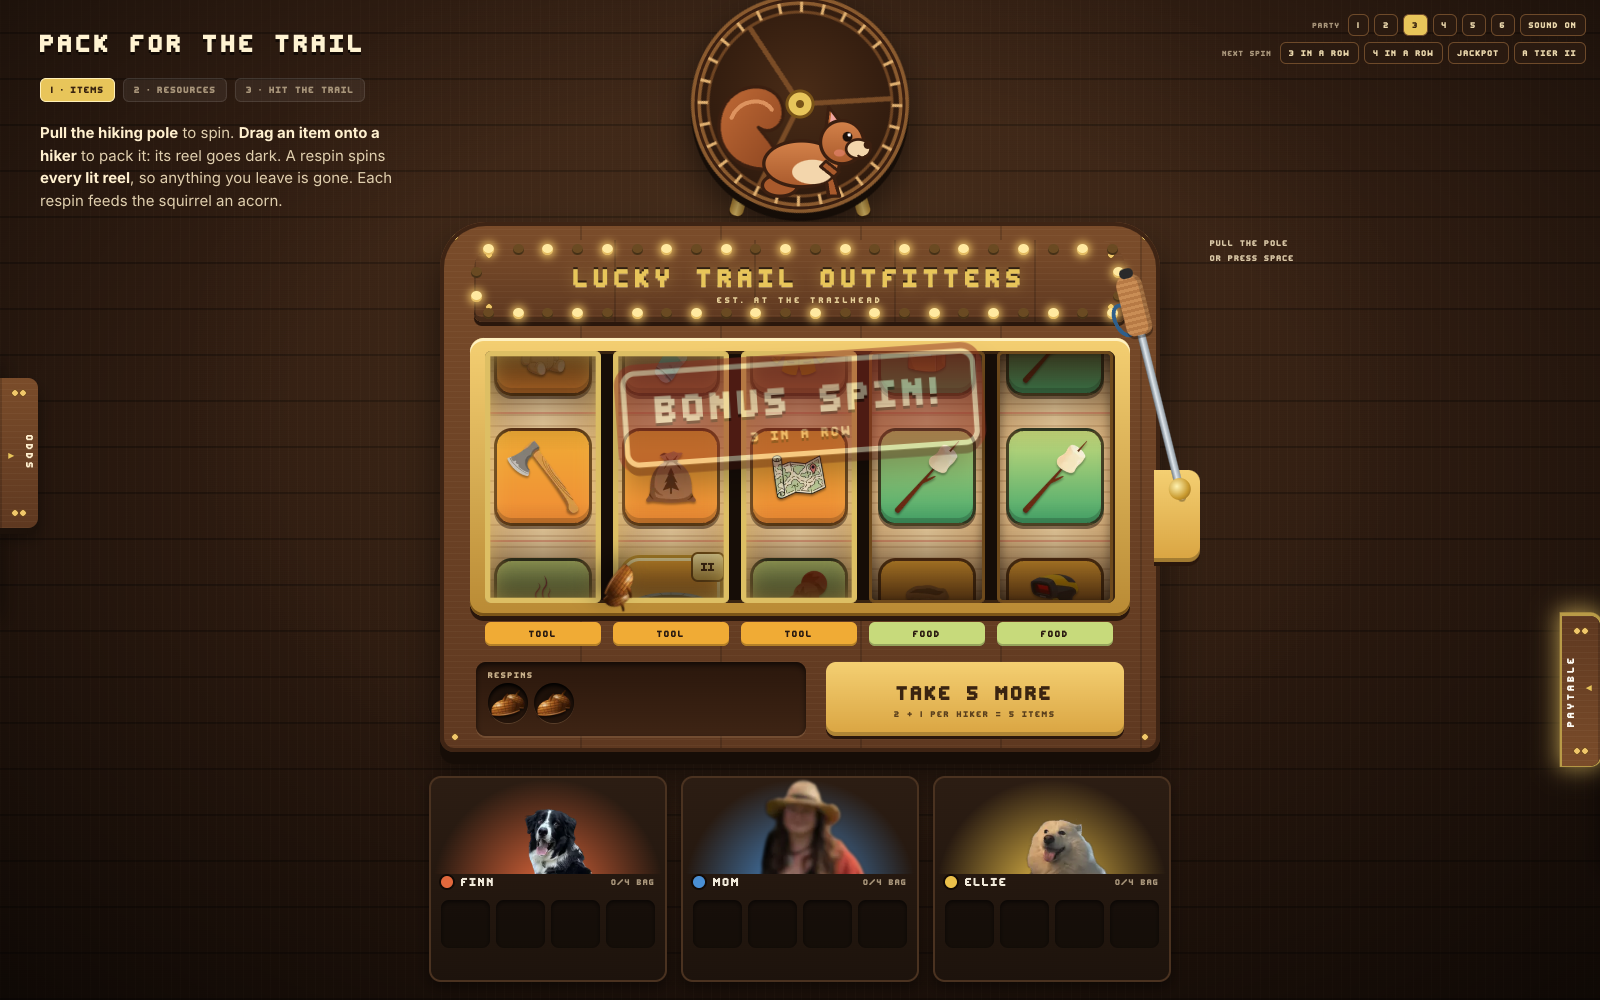 PACK FOR THE TRAIL
1 · ITEMS
2 · RESOURCES
3 · HIT THE TRAIL
Pull the hiking pole to spin. Drag an item onto a
hiker to pack it: its reel goes dark. A respin spins
every lit reel, so anything you leave is gone. Each
respin feeds the squirrel an acorn.
PARTY
1
2
3
4
5
6
SOUND ON
NEXT SPIN
3 IN A ROW
4 IN A ROW
JACKPOT
A TIER II
PULL THE POLE
OR PRESS SPACE
LUCKY TRAIL OUTFITTERS
EST. AT THE TRAILHEAD
BONUS SPIN!
3 IN A ROW
II
ODDS
PAYTABLE
TOOL
TOOL
TOOL
FOOD
FOOD
RESPINS
TAKE 5 MORE
2 + 1 PER HIKER = 5 ITEMS
FINN
0/4 BAG
MOM
0/4 BAG
ELLIE
0/4 BAG